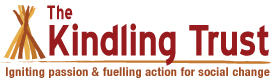 The
Kindling Trust
Igniting passion & fuelling action for social change